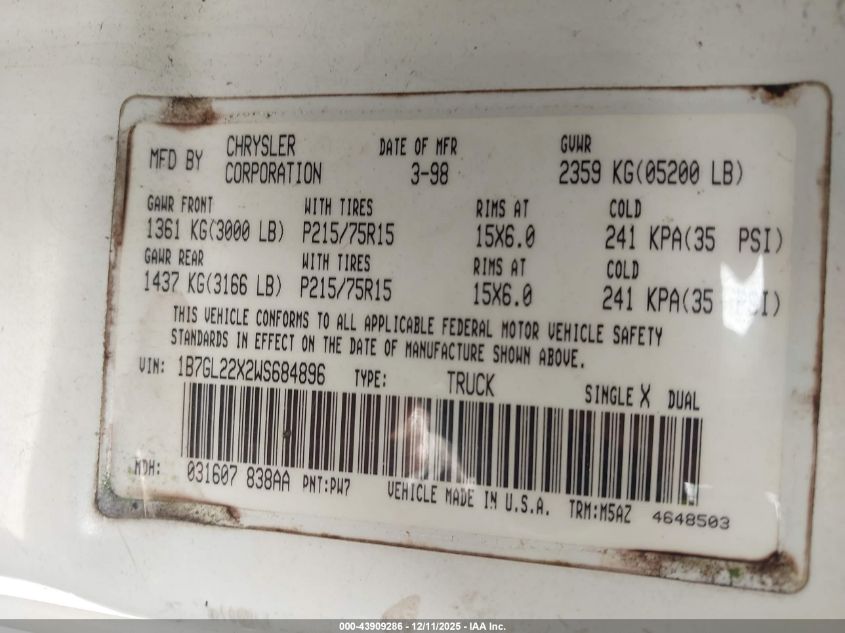 MFD BY CHRYSLER CORPORATION DATE OF MFR 3-98 GVWR 2359 KG(05200 LB)
GAWR FRONT WITH TIRES RIMS AT COLD
1361 KG(3000 LB) P215/75R15 15X6.0 241 KPA(35 PSI)
GAWR REAR WITH TIRES RIMS AT COLD
1437 KG(3166 LB) P215/75R15 15X6.0 241 KPA(35 PSI)
THIS VEHICLE CONFORMS TO ALL APPLICABLE FEDERAL MOTOR VEHICLE SAFETY
STANDARDS IN EFFECT ON THE DATE OF MANUFACTURE SHOWN ABOVE.
VIN: 1B7GL22X2WS684896 TYPE: TRUCK SINGLE X DUAL
MDH: 031607 838AA PNT:PW7 VEHICLE MADE IN U.S.A. TRM:M5AZ 4648503
000-43909286 - 12/11/2025 - IAA Inc.